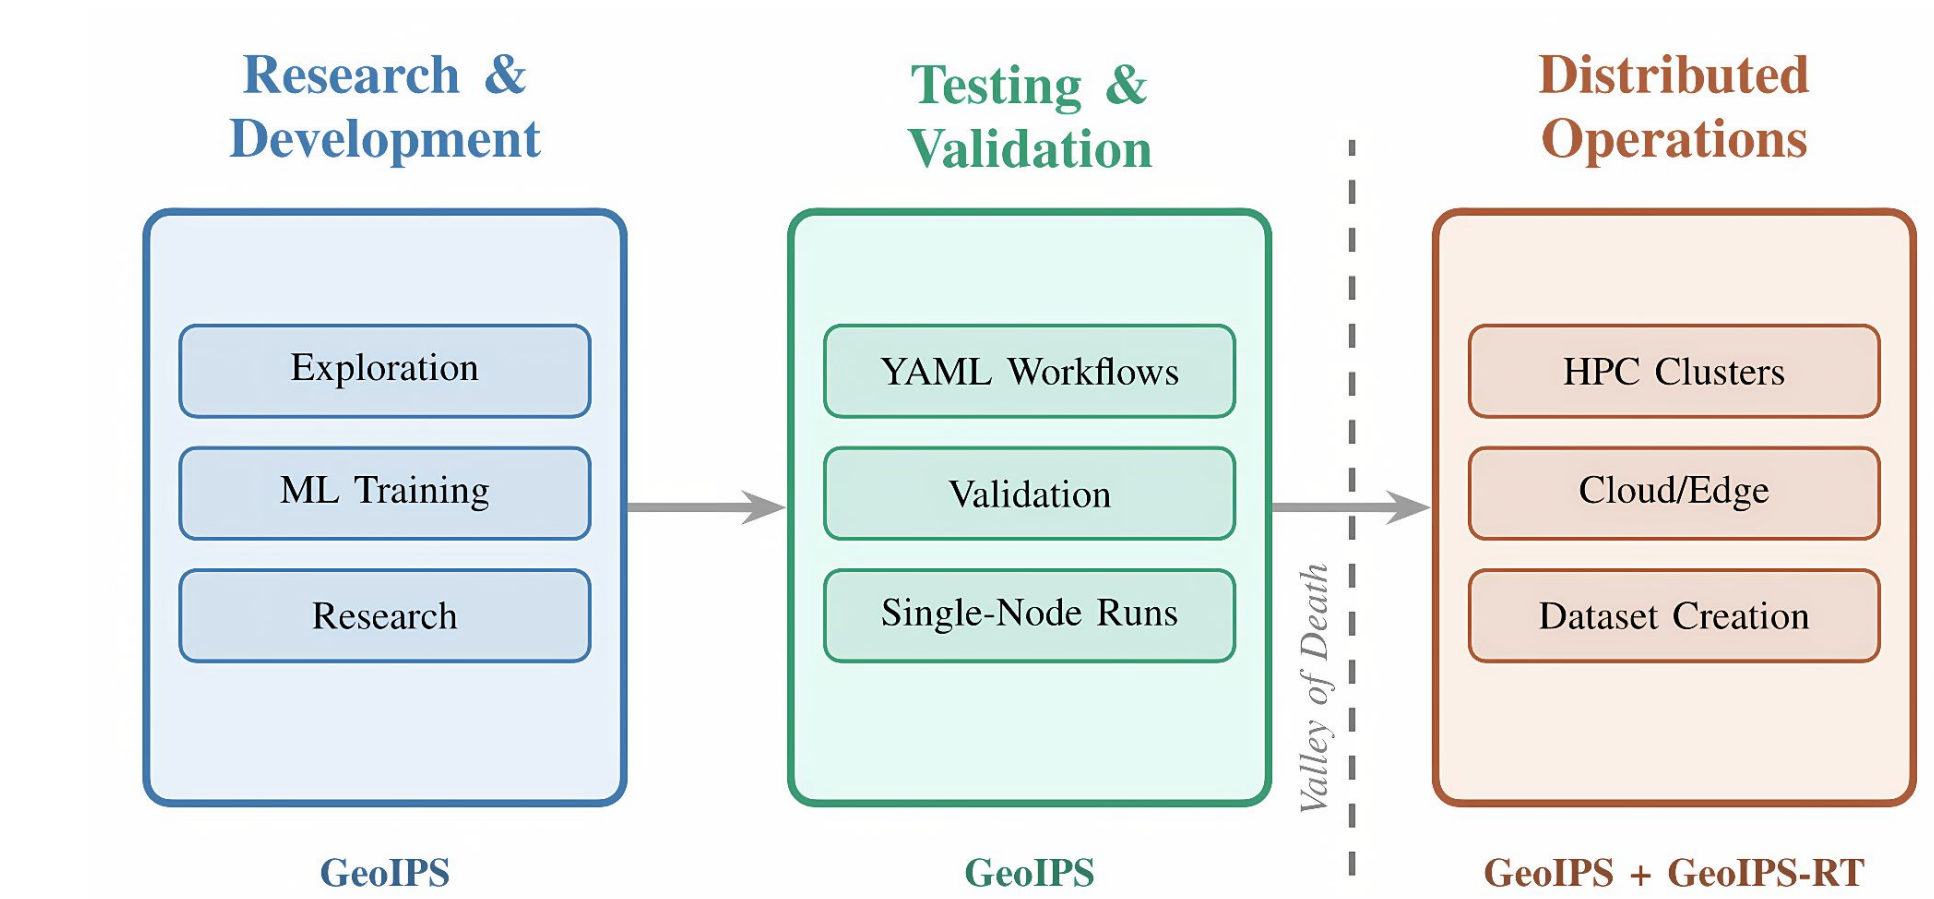 Research &
Development
Exploration
ML Training
Research
GeoIPS
Testing &
Validation
YAML Workflows
Validation
Single-Node Runs
GeoIPS
Valley of Death
Distributed
Operations
HPC Clusters
Cloud/Edge
Dataset Creation
GeoIPS + GeoIPS-RT